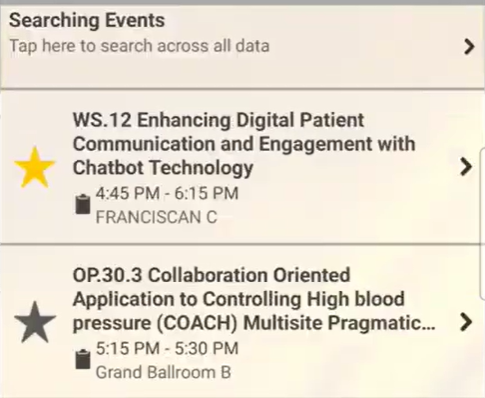 Searching Events
Tap here to search across all data
WS.12 Enhancing Digital Patient
Communication and Engagement with
Chatbot Technology
4:45 PM - 6:15 PM
FRANCISCAN C
OP.30.3 Collaboration Oriented
Application to Controlling High blood
pressure (COACH) Multisite Pragmatic...
5:15 PM - 5:30 PM
Grand Ballroom B